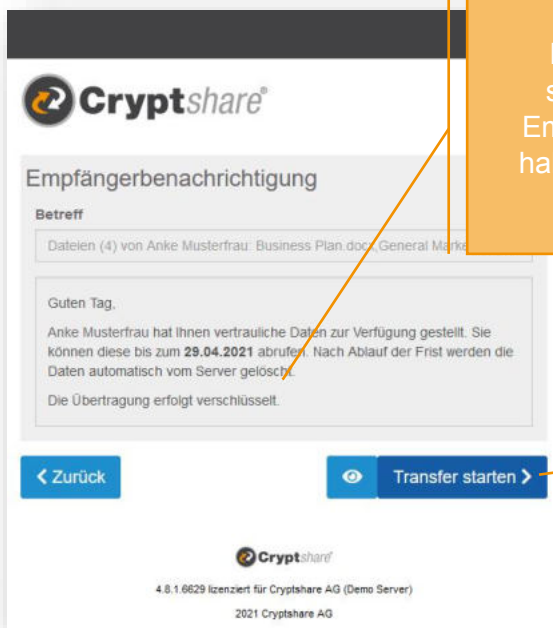 Cryptshare®
Empfängerbenachrichtigung
Betreff
Dateien (4) von Anke Musterfrau: Business Plan.docx, General Marke
Guten Tag,
Anke Musterfrau hat Ihnen vertrauliche Daten zur Verfügung gestellt. Sie
können diese bis zum 29.04.2021 abrufen. Nach Ablauf der Frist werden die
Daten automatisch vom Server gelöscht.
Die Übertragung erfolgt verschlüsselt.
Zurück
Transfer starten
Cryptshare®
4.8.1.6629 lizenziert für Cryptshare AG (Demo Server)
2021 Cryptshare AG